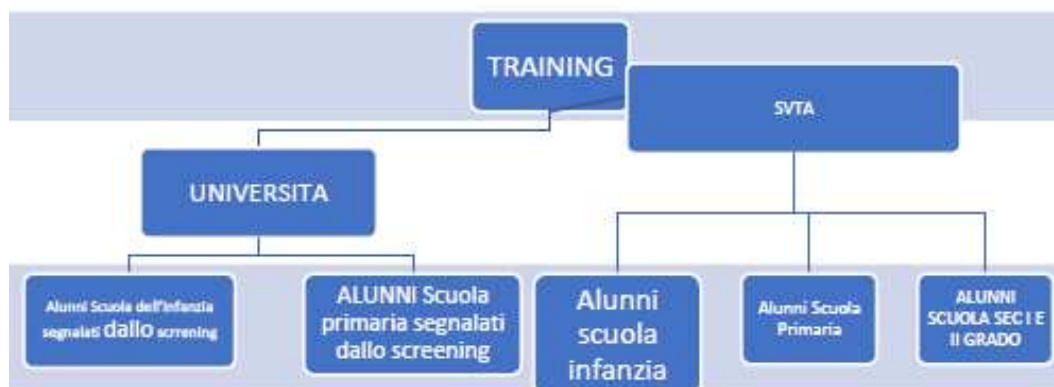 TRAINING
SVTA
UNIVERSITA
Alunni Scuola dell'Infanzia
segnalati dallo scrrening
ALUNNI Scuola
primaria segnalati
dallo screening
Alunni
scuola
infanzia
Alunni Scuola
Primaria
ALUNNI
SCUOLA SEC I E
II GRADO